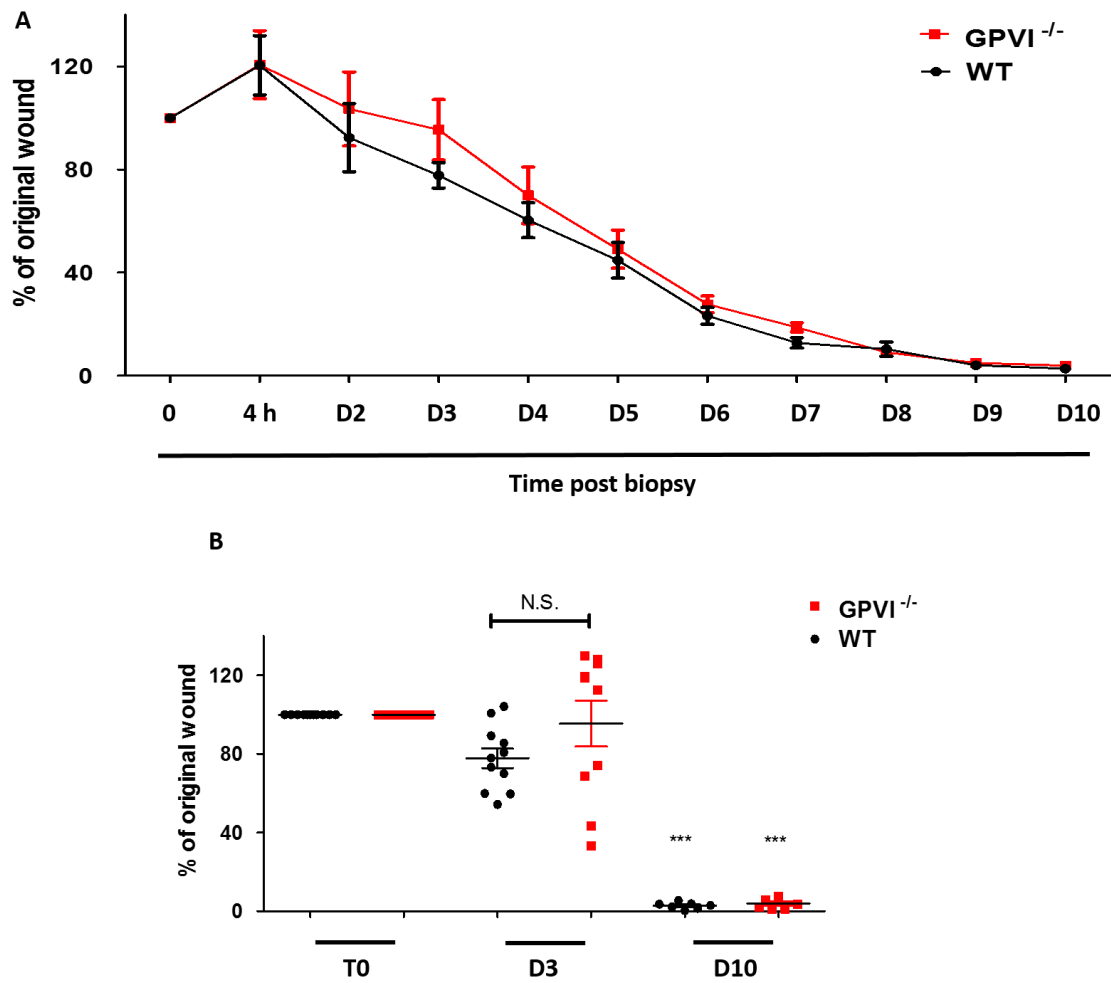 A
GPVI -/-
WT
% of original wound
120
80
40
0
0 4 h D2 D3 D4 D5 D6 D7 D8 D9 D10
Time post biopsy
B
N.S.
GPVI -/-
WT
% of original wound
120
80
40
0
*** ***
T0 D3 D10